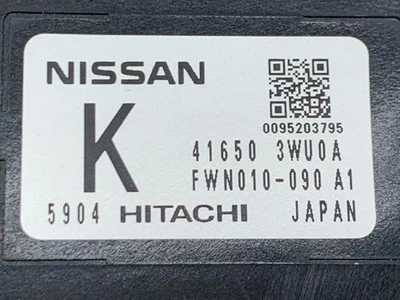 NISSAN
0095203795
K
41650 3WU0A
FWN010-090 A1
5904 HITACHI JAPAN